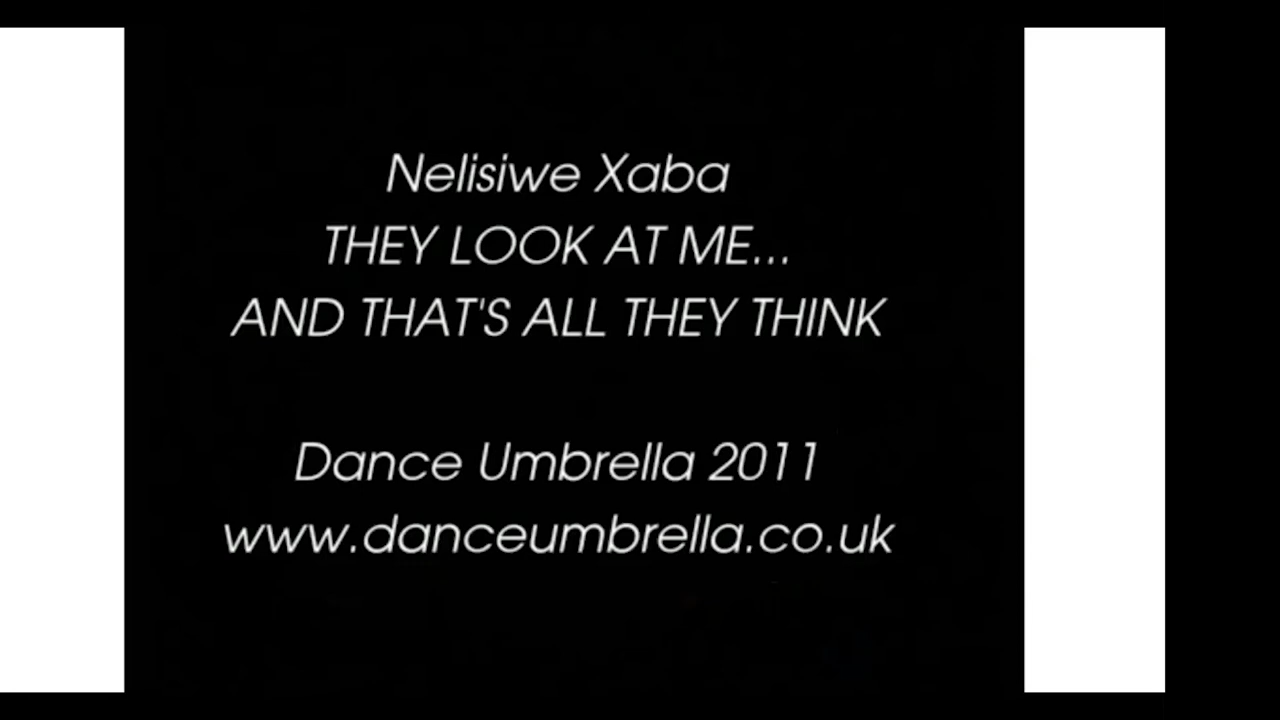 Nelisiwe Xaba
THEY LOOK AT ME...
AND THAT'S ALL THEY THINK
Dance Umbrella 2011
www.danceumbrella.co.uk